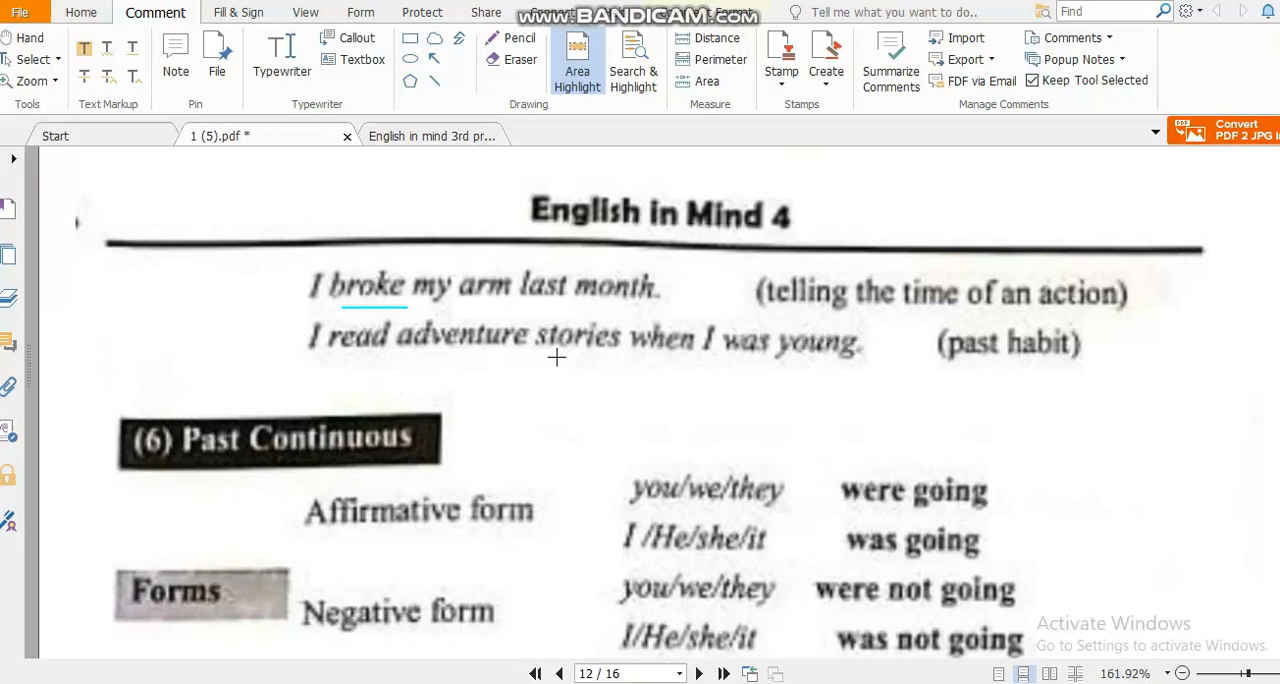 File Home Comment Fill & Sign View Form Protect Share Format Tell me what you want to do.. Find
www.BANDICAM.com
Hand
Select
Zoom
Tools
Text Markup
Note
File
Pin
Typewriter
Callout
Textbox
Typewriter
Pencil
Eraser
Area Highlight
Search & Highlight
Drawing
Distance
Perimeter
Area
Measure
Stamp
Create
Stamps
Summarize Comments
Import
Export
FDF via Email
Comments
Popup Notes
Keep Tool Selected
Manage Comments
Start 1 (5).pdf * English in mind 3rd pr...
Convert
PDF 2 JPG
English in Mind 4
I broke my arm last month. (telling the time of an action)
I read adventure stories when I was young. (past habit)
(6) Past Continuous
Affirmative form
you/we/they were going
I /He/she/it was going
Forms
Negative form
you/we/they were not going
I/He/she/it was not going
Activate Windows
Go to Settings to activate Windows.
12 / 16 161.92%